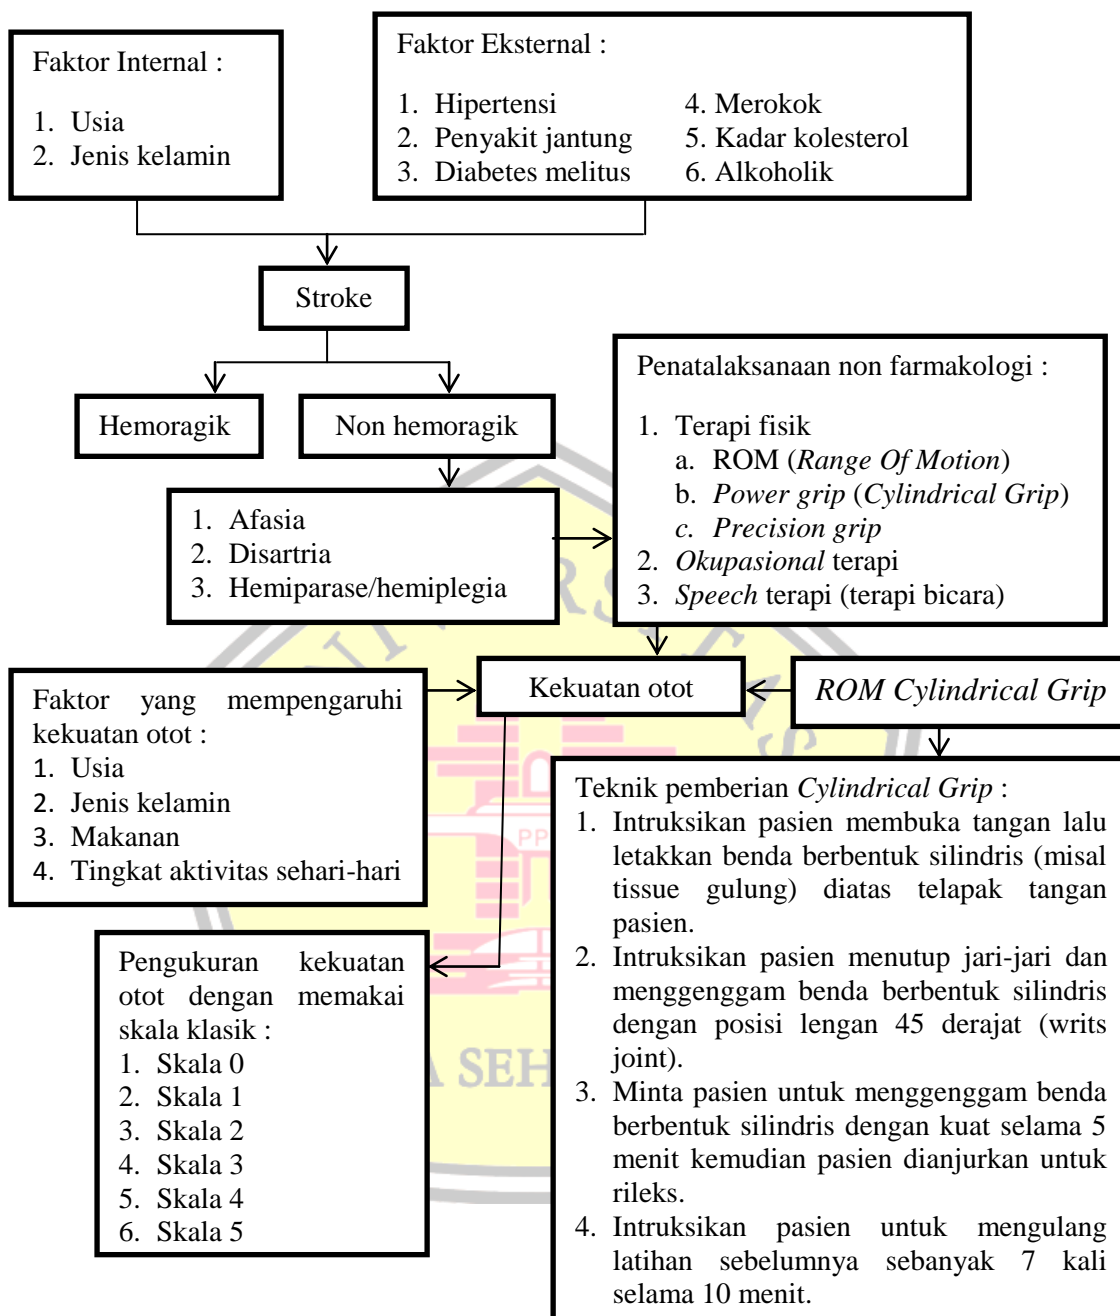 Faktor Internal :
1. Usia
2. Jenis kelamin
Faktor Eksternal :
1. Hipertensi
2. Penyakit jantung
3. Diabetes melitus
4. Merokok
5. Kadar kolesterol
6. Alkoholik
Stroke
Hemoragik
Non hemoragik
Penatalaksanaan non farmakologi :
1. Terapi fisik
a. ROM (Range Of Motion)
b. Power grip (Cylindrical Grip)
c. Precision grip
2. Okupasional terapi
3. Speech terapi (terapi bicara)
1. Afasia
2. Disartria
3. Hemiparase/hemiplegia
Kekuatan otot
ROM Cylindrical Grip
Faktor yang mempengaruhi
kekuatan otot :
1. Usia
2. Jenis kelamin
3. Makanan
4. Tingkat aktivitas sehari-hari
Teknik pemberian Cylindrical Grip :
1. Intruksikan pasien membuka tangan lalu
letakkan benda berbentuk silindris (misal
tissue gulung) diatas telapak tangan
pasien.
2. Intruksikan pasien menutup jari-jari dan
menggenggam benda berbentuk silindris
dengan posisi lengan 45 derajat (writs
joint).
3. Minta pasien untuk menggenggam benda
berbentuk silindris dengan kuat selama 5
menit kemudian pasien dianjurkan untuk
rileks.
4. Intruksikan pasien untuk mengulang
latihan sebelumnya sebanyak 7 kali
selama 10 menit.
Pengukuran kekuatan
otot dengan memakai
skala klasik :
1. Skala 0
2. Skala 1
3. Skala 2
4. Skala 3
5. Skala 4
6. Skala 5